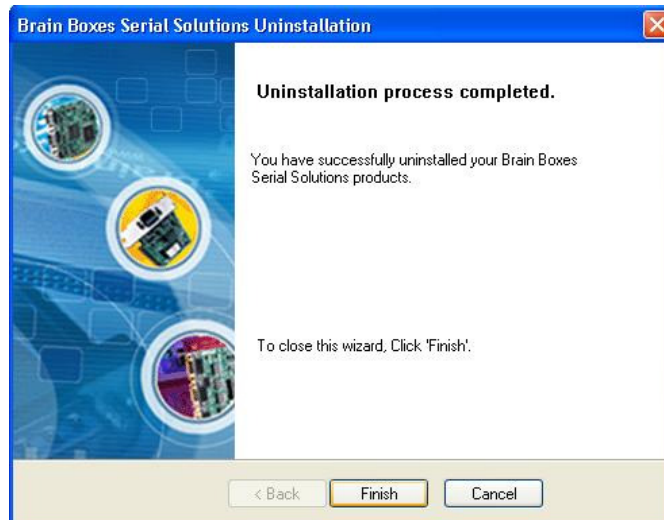 Brain Boxes Serial Solutions Uninstallation
Uninstallation process completed.
You have successfully uninstalled your Brain Boxes
Serial Solutions products.
To close this wizard, Click 'Finish'.
< Back
Finish
Cancel